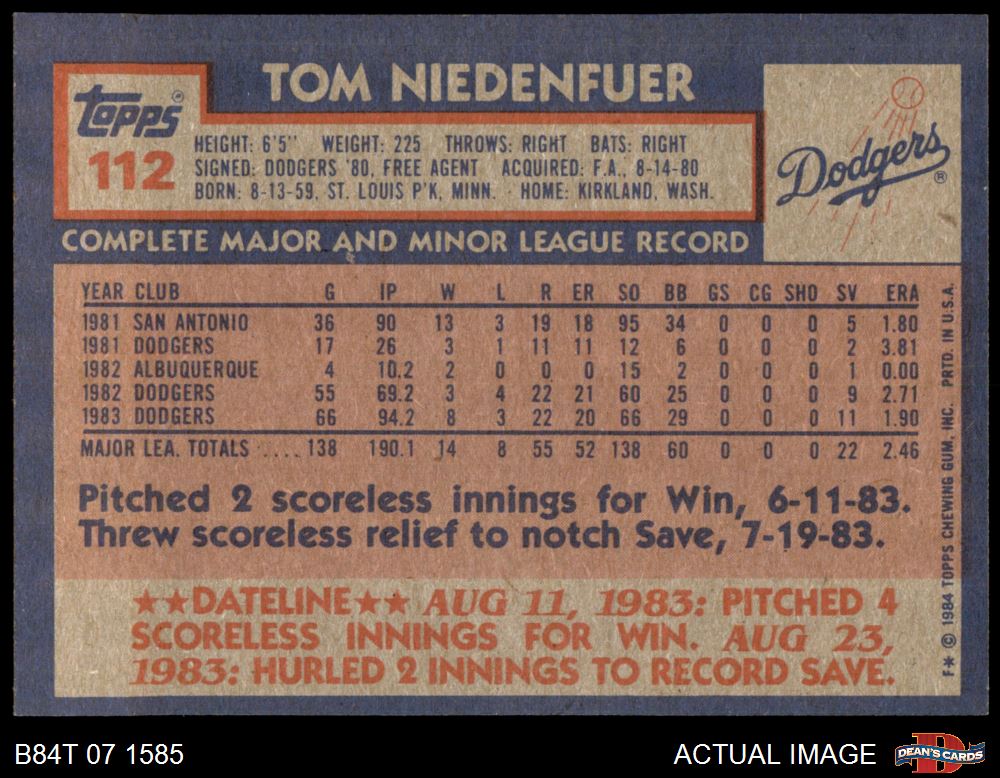 TOM NIEDENFUER
Topps®
112
HEIGHT: 6'5" WEIGHT: 225 THROWS: RIGHT BATS: RIGHT
SIGNED: DODGERS '80, FREE AGENT ACQUIRED: F.A., 8-14-80
BORN: 8-13-59, ST. LOUIS P'K, MINN. · HOME: KIRKLAND, WASH.
Dodgers®
COMPLETE MAJOR AND MINOR LEAGUE RECORD
YEAR CLUB G IP W L R ER SO BB GS CG SHO SV ERA
1981 SAN ANTONIO 36 90 13 3 19 18 95 34 0 0 0 5 1.80
1981 DODGERS 17 26 3 1 11 11 12 6 0 0 0 2 3.81
1982 ALBUQUERQUE 4 10.2 2 0 0 0 15 2 0 0 0 1 0.00
1982 DODGERS 55 69.2 3 4 22 21 60 25 0 0 0 9 2.71
1983 DODGERS 66 94.2 8 3 22 20 66 29 0 0 0 11 1.90
MAJOR LEA. TOTALS ..... 138 190.1 14 8 55 52 138 60 0 0 0 22 2.46
Pitched 2 scoreless innings for Win, 6-11-83.
Threw scoreless relief to notch Save, 7-19-83.
★★DATELINE★★ AUG 11, 1983: PITCHED 4
SCORELESS INNINGS FOR WIN. AUG 23,
1983: HURLED 2 INNINGS TO RECORD SAVE.
F* © 1984 TOPPS CHEWING GUM, INC. PRTD. IN U.S.A.
B84T 07 1585
ACTUAL IMAGE
D
DEAN'S CARDS